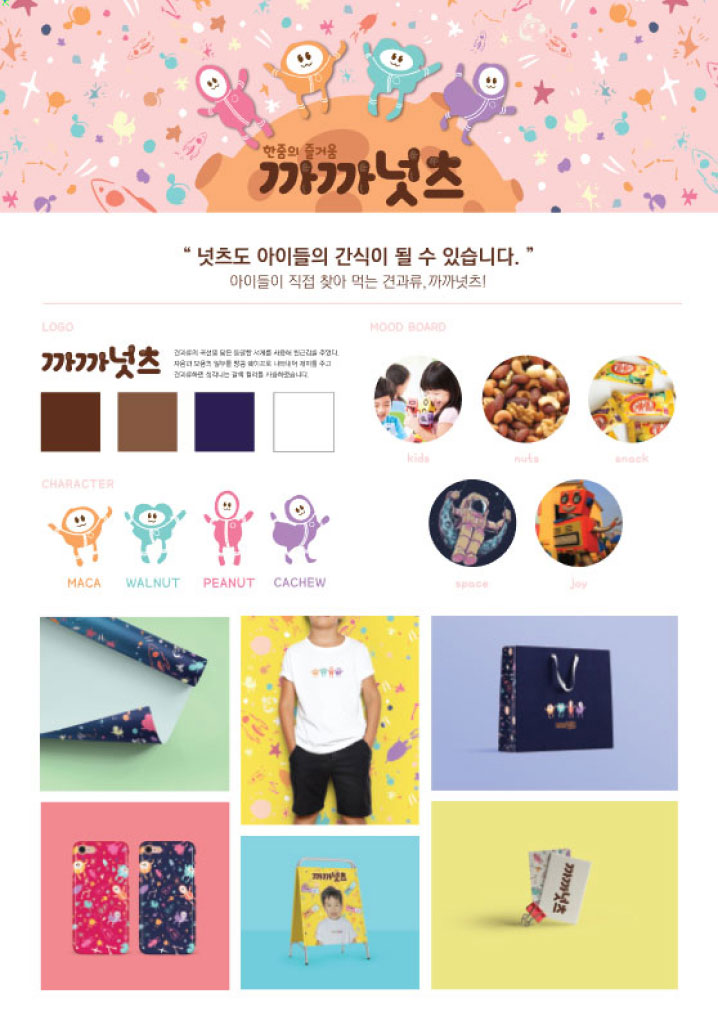 한줌의 즐거움
까까넛츠
“ 넛츠도 아이들의 간식이 될 수 있습니다. ”
아이들이 직접 찾아 먹는 견과류, 까까넛츠!
LOGO
까까넛츠
MOOD BOARD
kids
nuts
snack
CHARACTER
space
joy
MACA
WALNUT
PEANUT
CACHEW
까까넛츠
까까넛츠